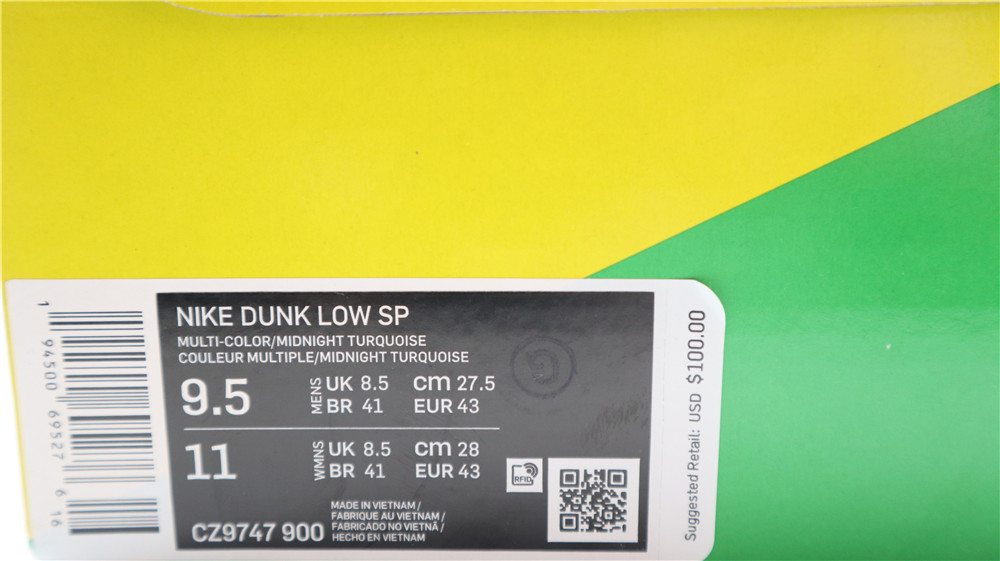 1 94500 69527 6 16
NIKE DUNK LOW SP
MULTI-COLOR/MIDNIGHT TURQUOISE
COULEUR MULTIPLE/MIDNIGHT TURQUOISE
9.5 MENS UK 8.5 cm 27.5
BR 41 EUR 43
11 WMNS UK 8.5 cm 28
BR 41 EUR 43
RFID
CZ9747 900
MADE IN VIETNAM /
FABRIQUE AU VIETNAM /
FABRICADO NO VIETNÃ /
HECHO EN VIETNAM
Suggested Retail: USD $100.00
G